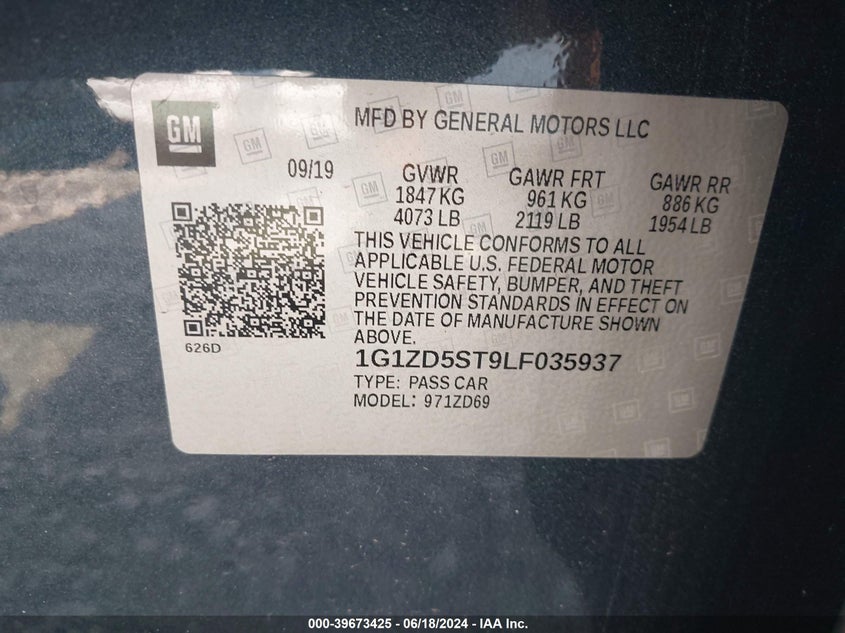 GM
MFD BY GENERAL MOTORS LLC
09/19
GVWR GAWR FRT GAWR RR
1847 KG 961 KG 886 KG
4073 LB 2119 LB 1954 LB
THIS VEHICLE CONFORMS TO ALL
APPLICABLE U.S. FEDERAL MOTOR
VEHICLE SAFETY, BUMPER, AND THEFT
PREVENTION STANDARDS IN EFFECT ON
THE DATE OF MANUFACTURE SHOWN
ABOVE.
626D
1G1ZD5ST9LF035937
TYPE: PASS CAR
MODEL: 971ZD69
000-39673425 / 06/18/2024 - IAA Inc.